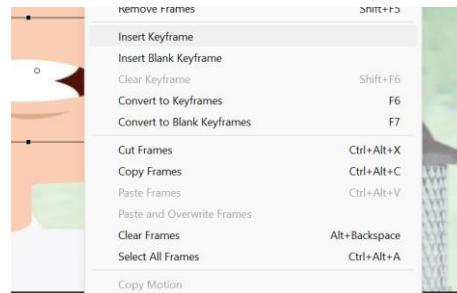 Remove Frames Shift+F5
Insert Keyframe
Insert Blank Keyframe
Clear Keyframe Shift+F6
Convert to Keyframes F6
Convert to Blank Keyframes F7
Cut Frames Ctrl+Alt+X
Copy Frames Ctrl+Alt+C
Paste Frames Ctrl+Alt+V
Paste and Overwrite Frames
Clear Frames Alt+Backspace
Select All Frames Ctrl+Alt+A
Copy Motion